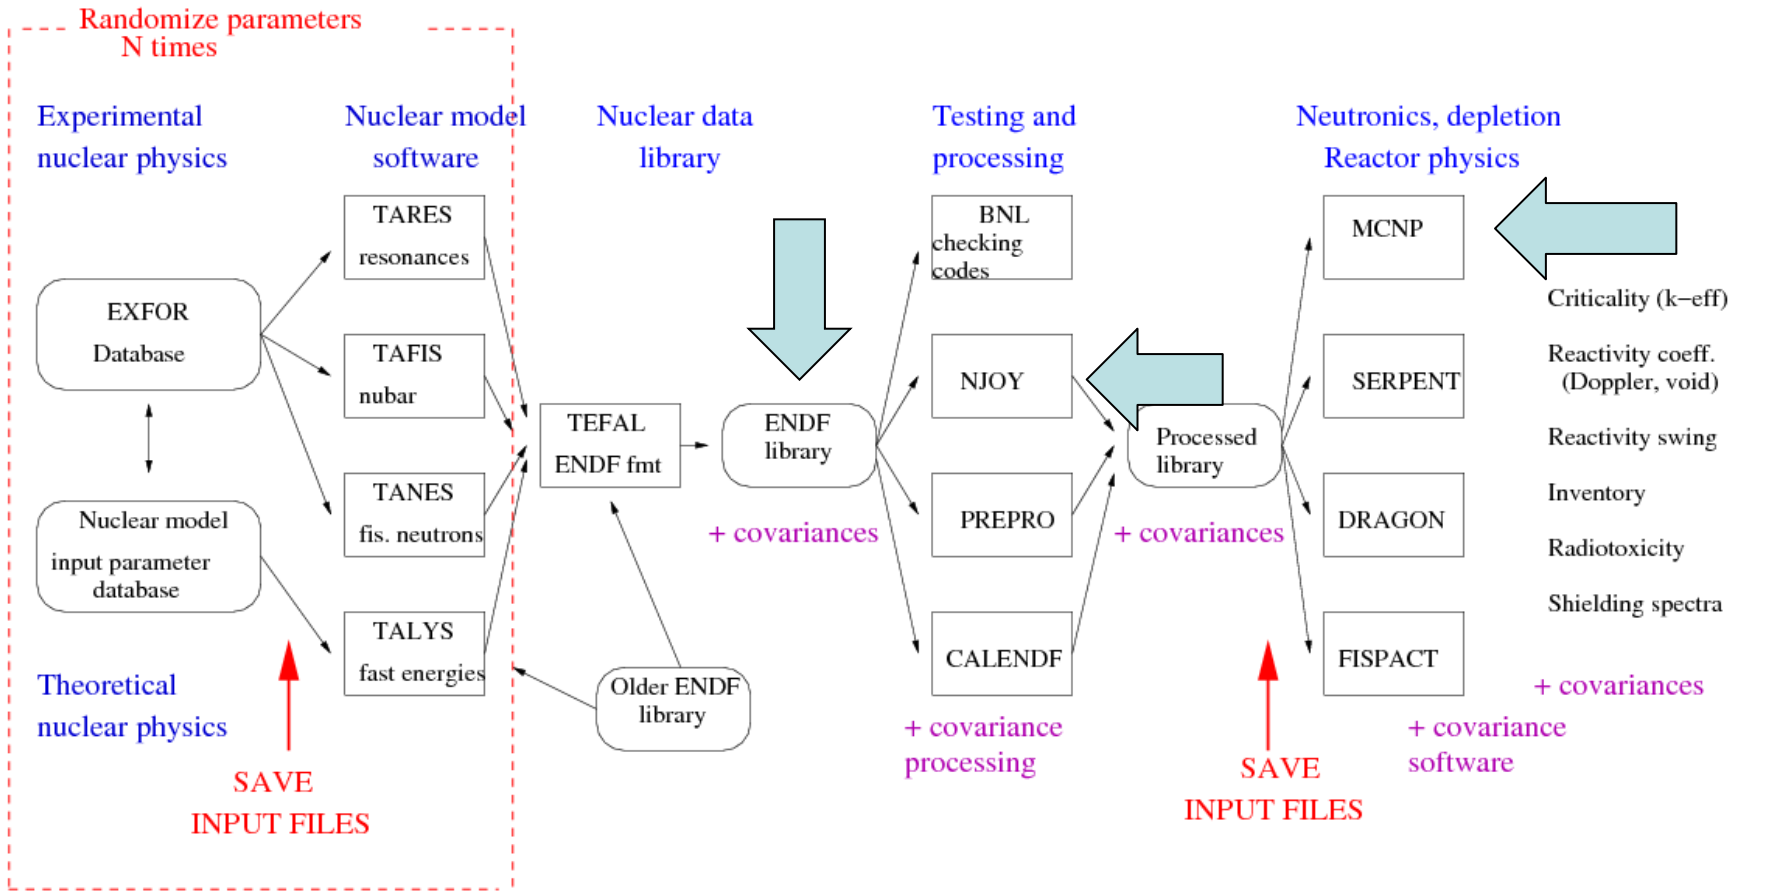 Randomize parameters
N times
Experimental
nuclear physics
Nuclear model
software
Nuclear data
library
Testing and
processing
Neutronics, depletion
Reactor physics
EXFOR
Database
Nuclear model
input parameter
database
Theoretical
nuclear physics
SAVE
INPUT FILES
TARES
resonances
TAFIS
nubar
TANES
fis. neutrons
TALYS
fast energies
TEFAL
ENDF fmt
Older ENDF
library
ENDF
library
+ covariances
BNL
checking
codes
NJOY
PREPRO
CALENDF
+ covariance
processing
Processed
library
+ covariances
SAVE
INPUT FILES
MCNP
SERPENT
DRAGON
FISPACT
+ covariance
software
Criticality (k−eff)
Reactivity coeff.
(Doppler, void)
Reactivity swing
Inventory
Radiotoxicity
Shielding spectra
+ covariances